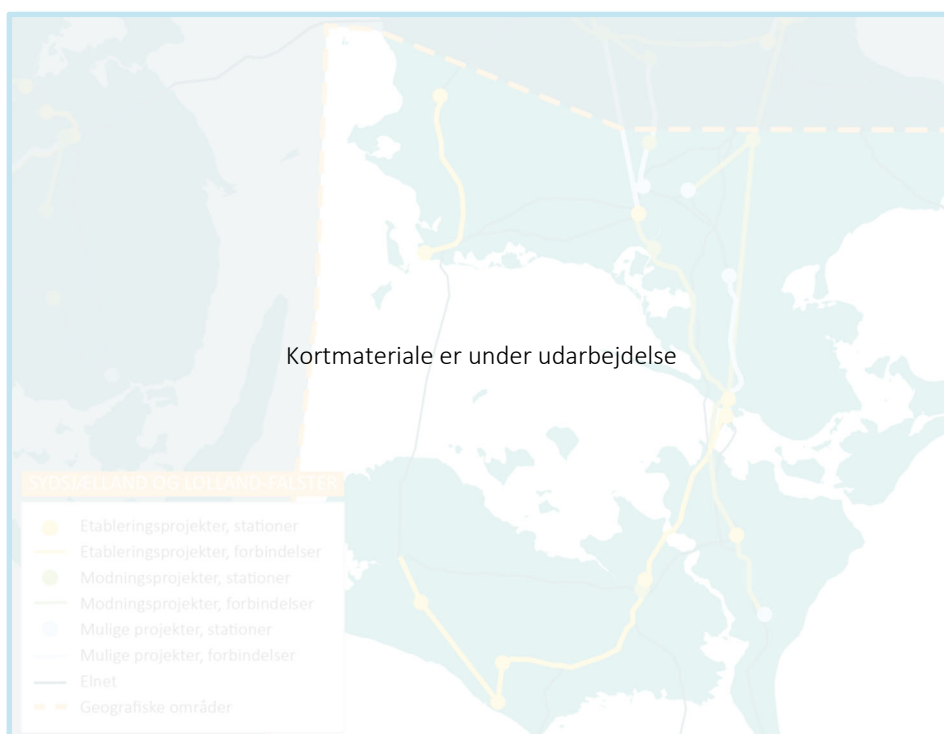 Kortmateriale er under udarbejdelse
SYDSJÆLLAND OG LOLLAND-FALSTER
Etableringsprojekter, stationer
Etableringsprojekter, forbindelser
Modningsprojekter, stationer
Modningsprojekter, forbindelser
Mulige projekter, stationer
Mulige projekter, forbindelser
Elnet
Geografiske områder